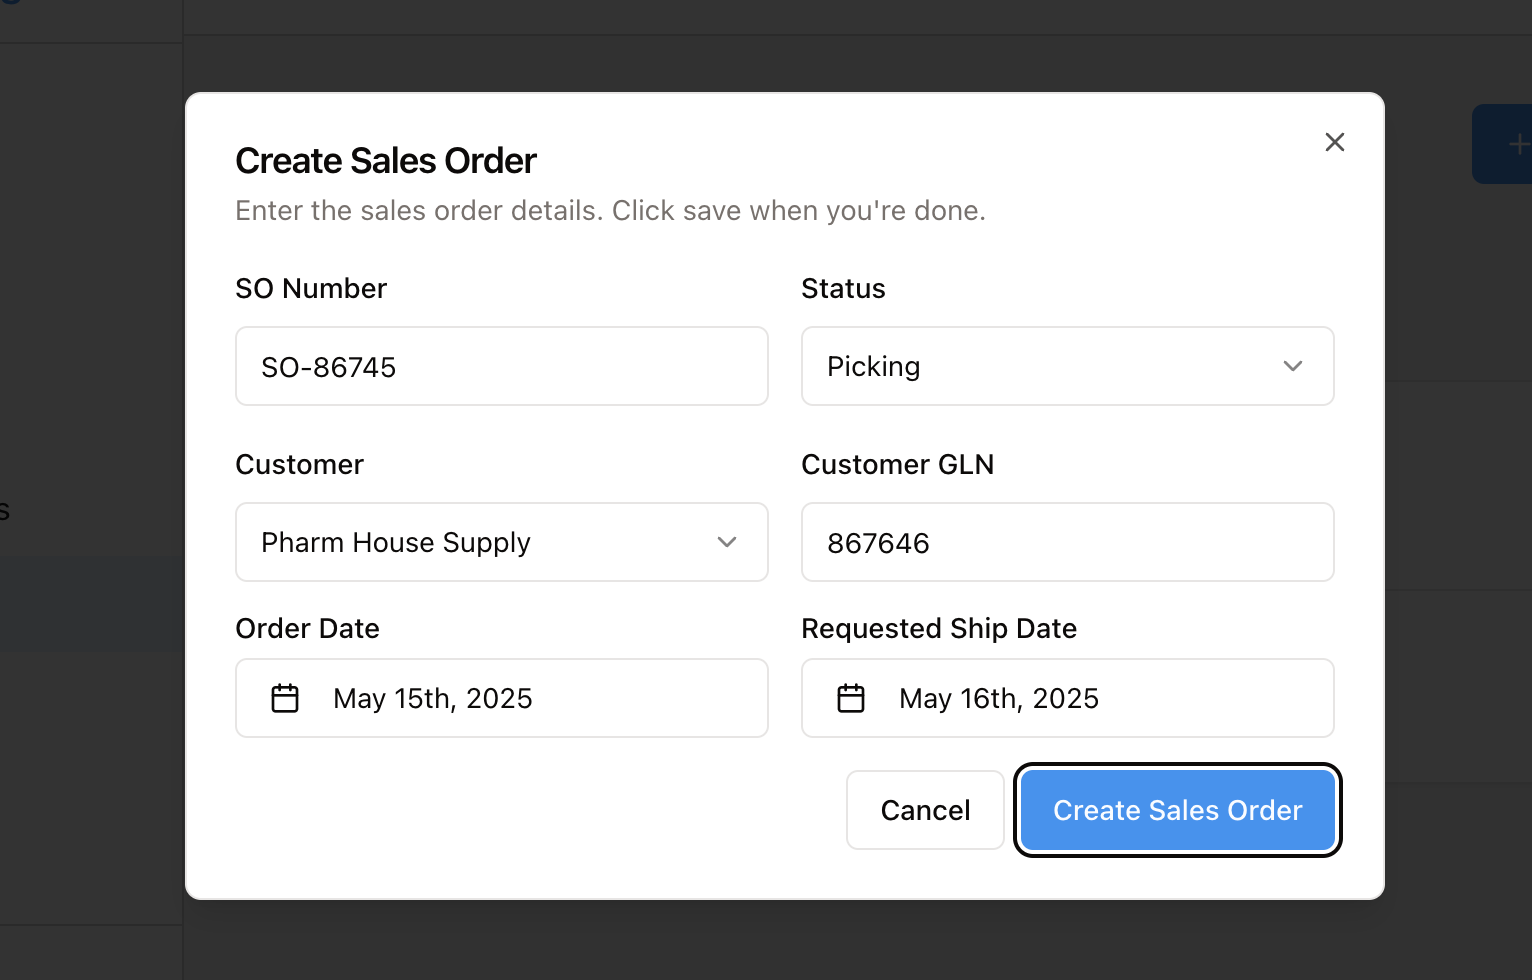 Create Sales Order
Enter the sales order details. Click save when you're done.
SO Number
Status
SO-86745
Picking
Customer
Customer GLN
Pharm House Supply
867646
Order Date
Requested Ship Date
May 15th, 2025
May 16th, 2025
Cancel
Create Sales Order